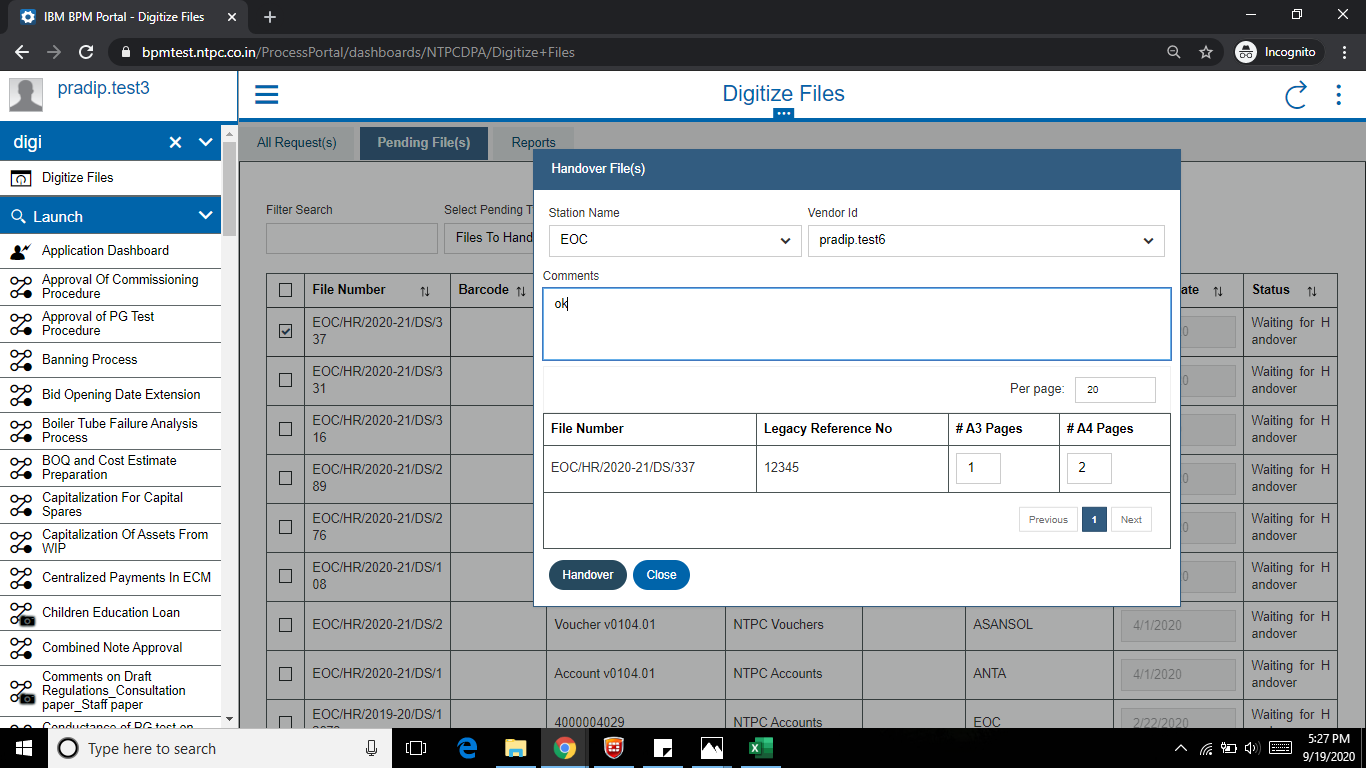 IBM BPM Portal - Digitize Files
bpmtest.ntpc.co.in/ProcessPortal/dashboards/NTPCDPA/Digitize+Files
Incognito
pradip.test3
Digitize Files
digi
Digitize Files
Launch
Application Dashboard
Approval Of Commissioning
Procedure
Approval of PG Test
Procedure
Banning Process
Bid Opening Date Extension
Boiler Tube Failure Analysis
Process
BOQ and Cost Estimate
Preparation
Capitalization For Capital
Spares
Capitalization Of Assets From
WIP
Centralized Payments In ECM
Children Education Loan
Combined Note Approval
Comments on Draft
Regulations_Consultation
paper_Staff paper
Conductance of PG test on
All Request(s)
Pending File(s)
Reports
Filter Search
Select Pending T
Files To Hand
File Number
Barcode
ate
Status
EOC/HR/2020-21/DS/3
37
0
Waiting for H
andover
EOC/HR/2020-21/DS/3
31
0
Waiting for H
andover
EOC/HR/2020-21/DS/3
16
Waiting for H
andover
EOC/HR/2020-21/DS/2
89
0
Waiting for H
andover
EOC/HR/2020-21/DS/2
76
0
Waiting for H
andover
EOC/HR/2020-21/DS/1
08
0
Waiting for H
andover
EOC/HR/2020-21/DS/2
Voucher v0104.01
NTPC Vouchers
ASANSOL
4/1/2020
Waiting for H
andover
EOC/HR/2020-21/DS/1
Account v0104.01
NTPC Accounts
ANTA
4/1/2020
Waiting for H
andover
EOC/HR/2019-20/DS/1
4000004029
NTPC Accounts
EOC
2/22/2020
Waiting for H
andover
Handover File(s)
Station Name
Vendor Id
EOC
pradip.test6
Comments
ok
Per page:
20
File Number
Legacy Reference No
# A3 Pages
# A4 Pages
EOC/HR/2020-21/DS/337
12345
1
2
Previous
1
Next
Handover
Close
Type here to search
5:27 PM
9/19/2020